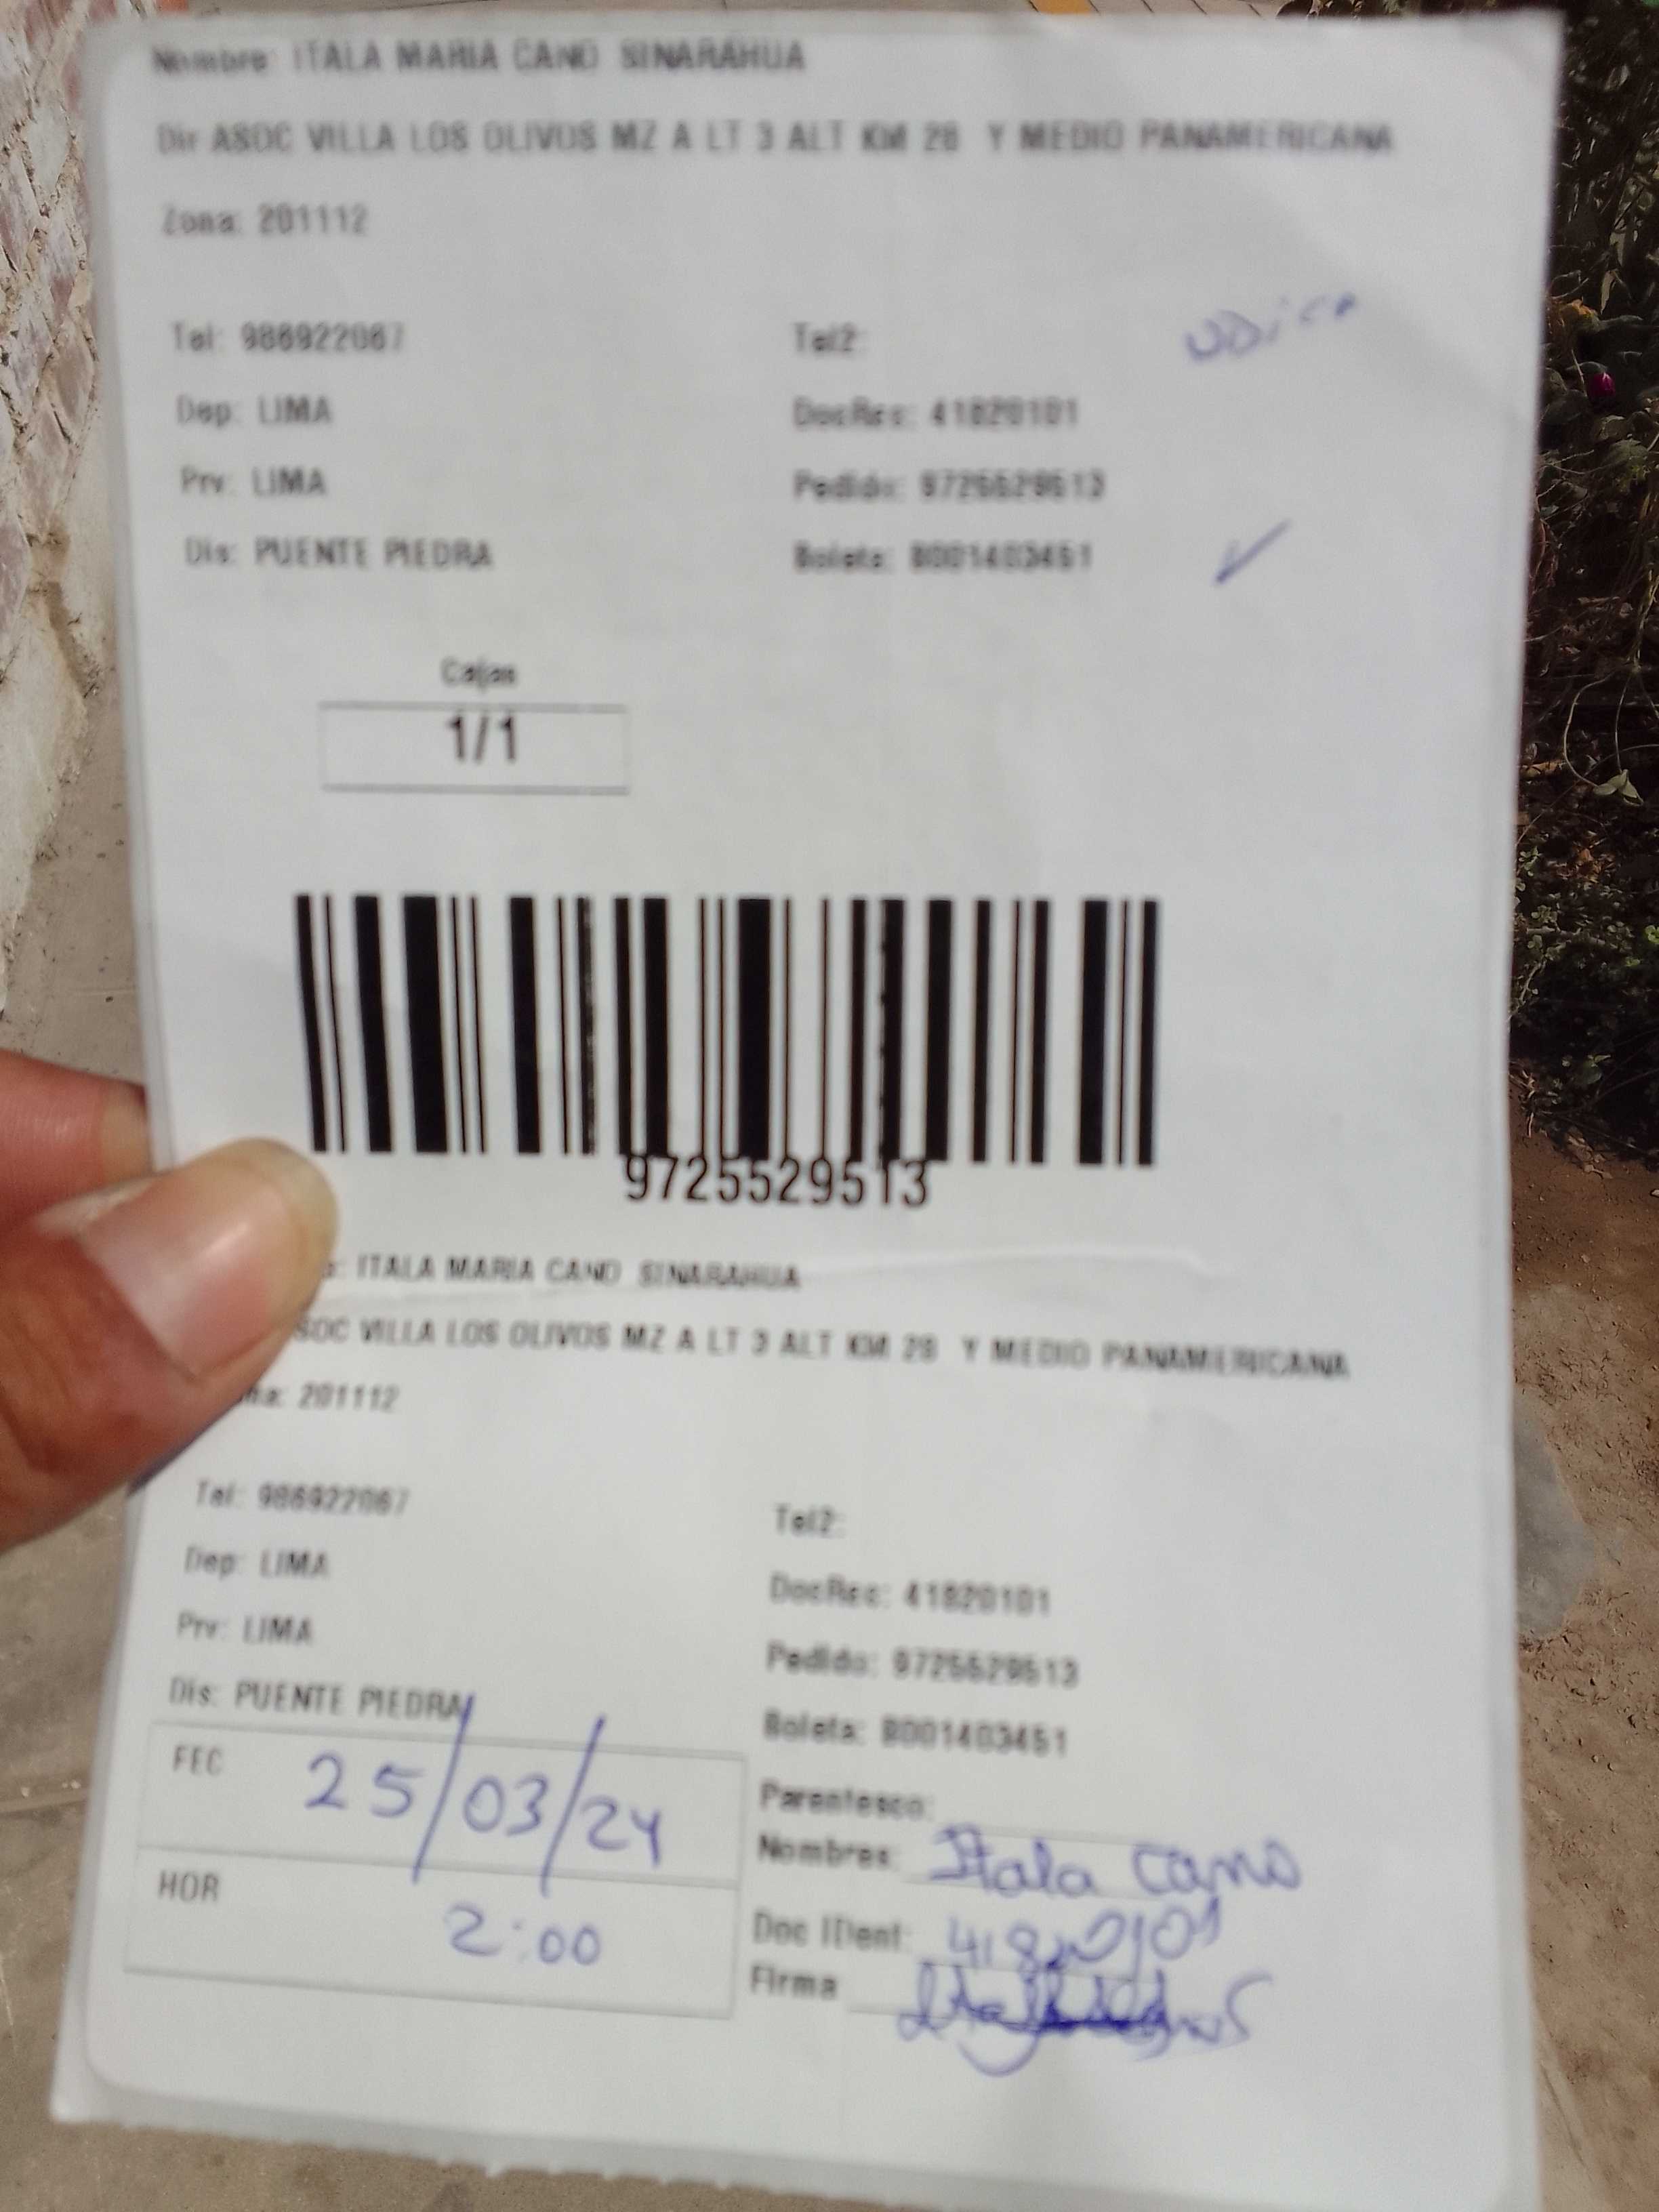 Nombre: ITALA MARIA CANO SINARAHUA
Dir ASOC VILLA LOS OLIVOS MZ A LT 3 ALT KM 28 Y MEDIO PANAMERICANA
Zona: 201112
Tel: 986922067 Tel2:
Dep: LIMA DocRec: 41820101
Prv: LIMA Pedido: 9725529513
Dis: PUENTE PIEDRA Boleta: B001403451
Cajas
1/1
9725529513
: ITALA MARIA CANO SINARAHUA
SOC VILLA LOS OLIVOS MZ A LT 3 ALT KM 28 Y MEDIO PANAMERICANA
na: 201112
Tel: 986922067 Tel2:
Dep: LIMA DocRec: 41820101
Prv: LIMA Pedido: 9725529513
Dis: PUENTE PIEDRA Boleta: B001403451
FEC 25/03/24 Parentesco:
Nombres: Itala Cano
HOR 2:00 Doc IDent: 41820101
Firma